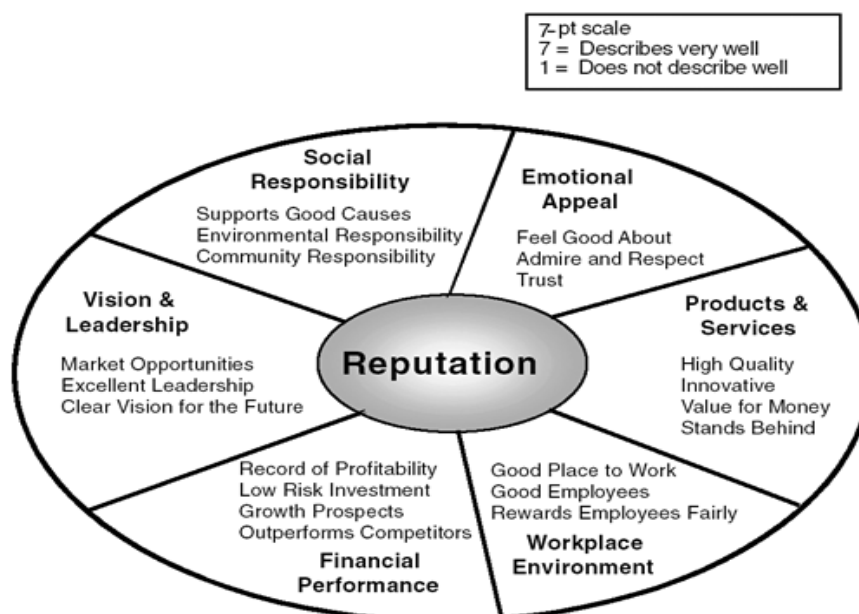 7-pt scale
7 = Describes very well
1 = Does not describe well
Social
Responsibility
Supports Good Causes
Environmental Responsibility
Community Responsibility
Emotional
Appeal
Feel Good About
Admire and Respect
Trust
Vision &
Leadership
Market Opportunities
Excellent Leadership
Clear Vision for the Future
Reputation
Products &
Services
High Quality
Innovative
Value for Money
Stands Behind
Record of Profitability
Low Risk Investment
Growth Prospects
Outperforms Competitors
Financial
Performance
Good Place to Work
Good Employees
Rewards Employees Fairly
Workplace
Environment